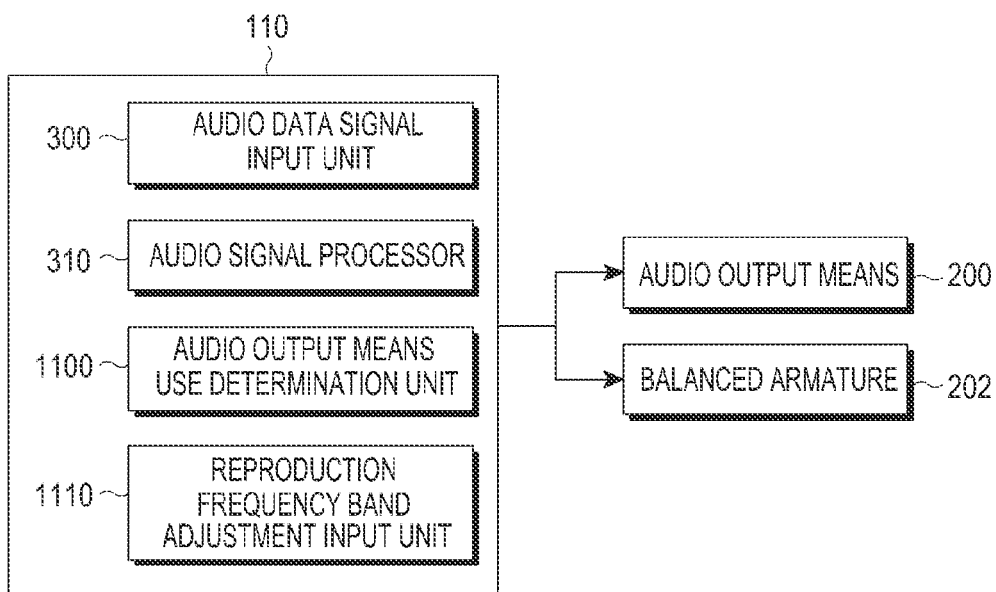 110
300
AUDIO DATA SIGNAL
INPUT UNIT
310
AUDIO SIGNAL PROCESSOR
1100
AUDIO OUTPUT MEANS
USE DETERMINATION UNIT
1110
REPRODUCTION
FREQUENCY BAND
ADJUSTMENT INPUT UNIT
AUDIO OUTPUT MEANS
200
BALANCED ARMATURE
202